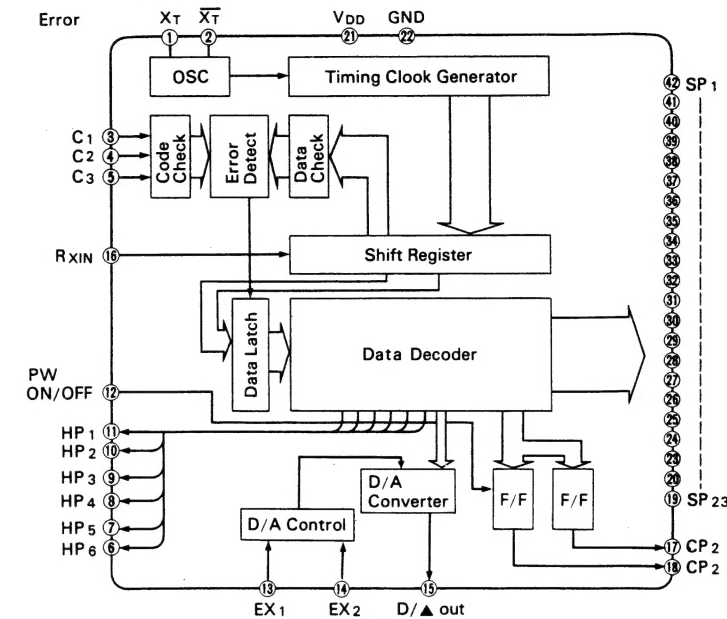 Error XT X̅T̅ VDD GND
① ② ㉑ ㉒
OSC Timing Clook Generator
㊷ SP1
㊶
㊵
㊴
㊳
㊲
㊱
㉟
㉞
㉝
㉜
㉛
㉚
㉙
㉘
㉗
㉖
㉕
㉔
㉓
⑳
⑲ SP23
C1 ③
C2 ④
C3 ⑤
Code Check
Error Detect
Data Check
RXIN ⑯
Shift Register
Data Latch
Data Decoder
PW
ON/OFF ⑫
HP1 ⑪
HP2 ⑩
HP3 ⑨
HP4 ⑧
HP5 ⑦
HP6 ⑥
D/A Control
D/A
Converter
F/F F/F
⑰ CP2
⑱ CP2
⑬ ⑭ ⑮
EX1 EX2 D/▲ out